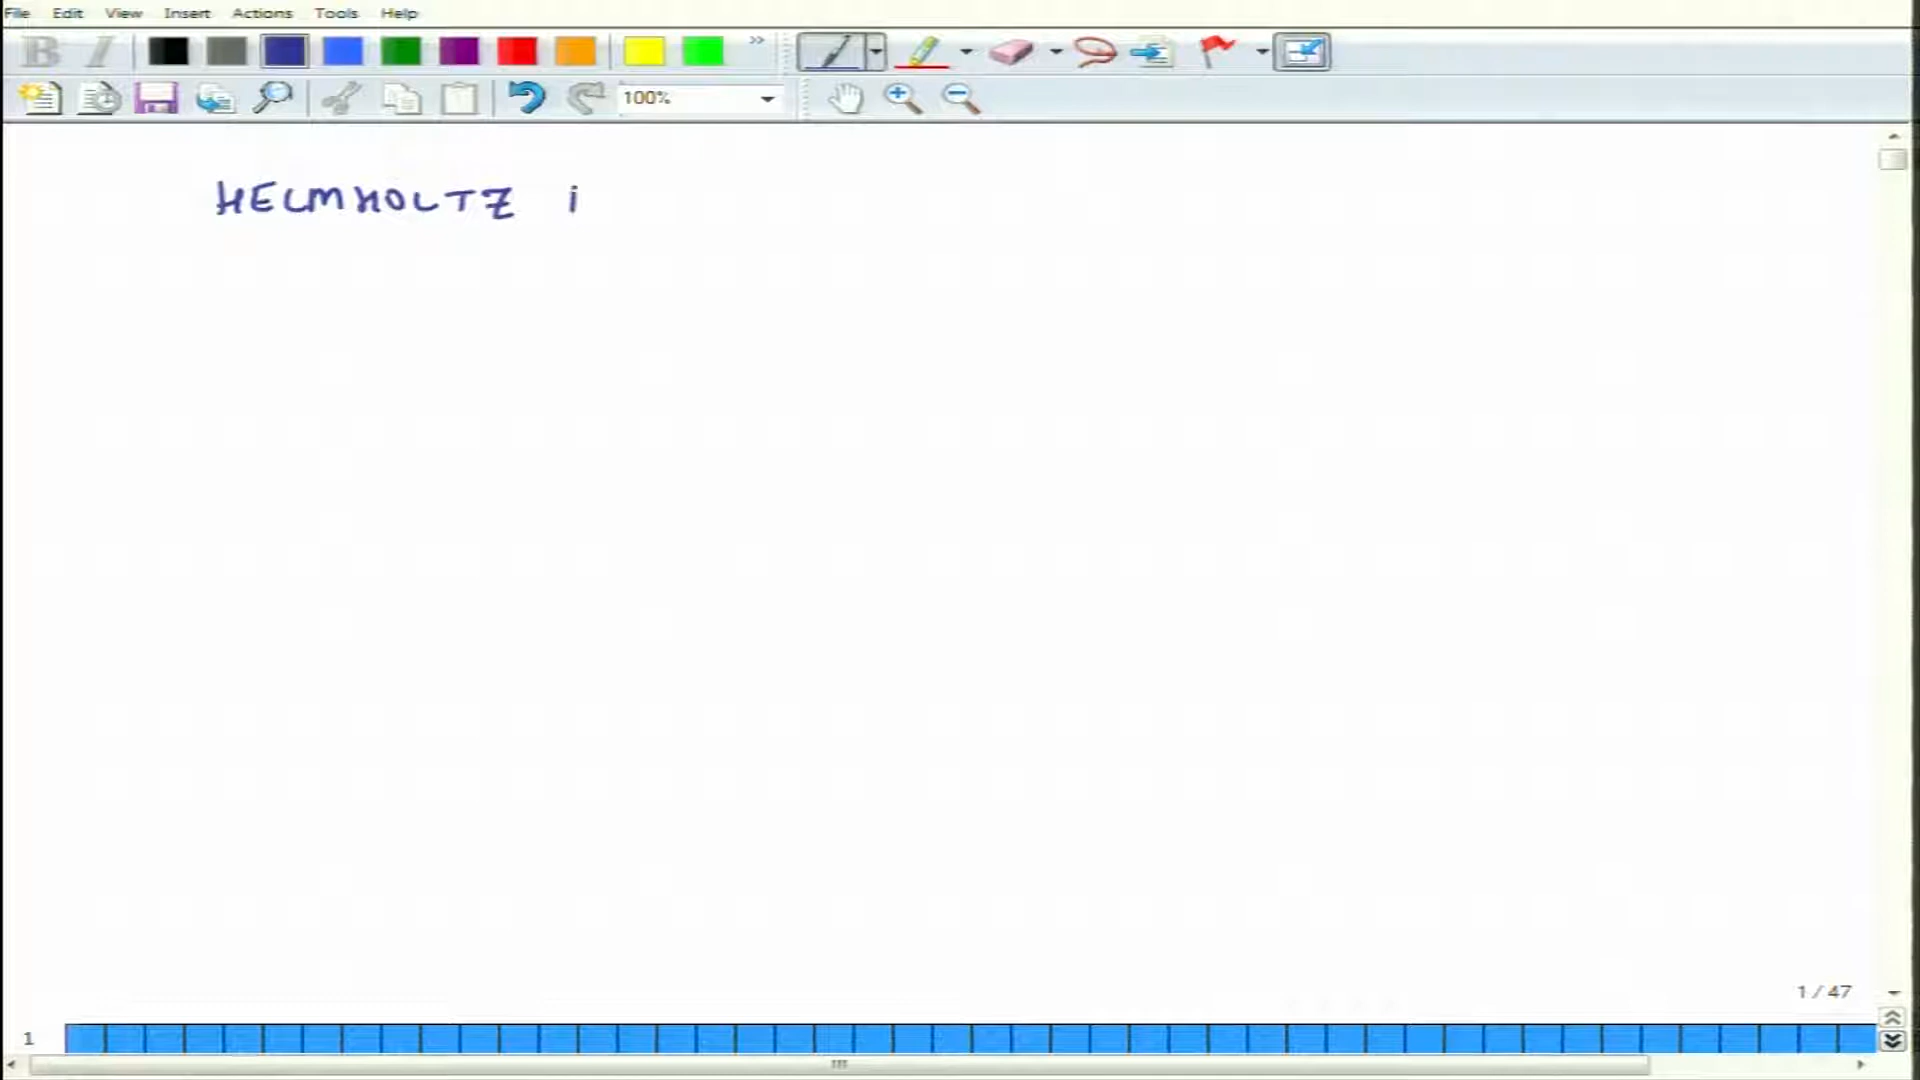 File Edit View Insert Actions Tools Help
B I
100%
HELMHOLTZ i
1 / 47
1